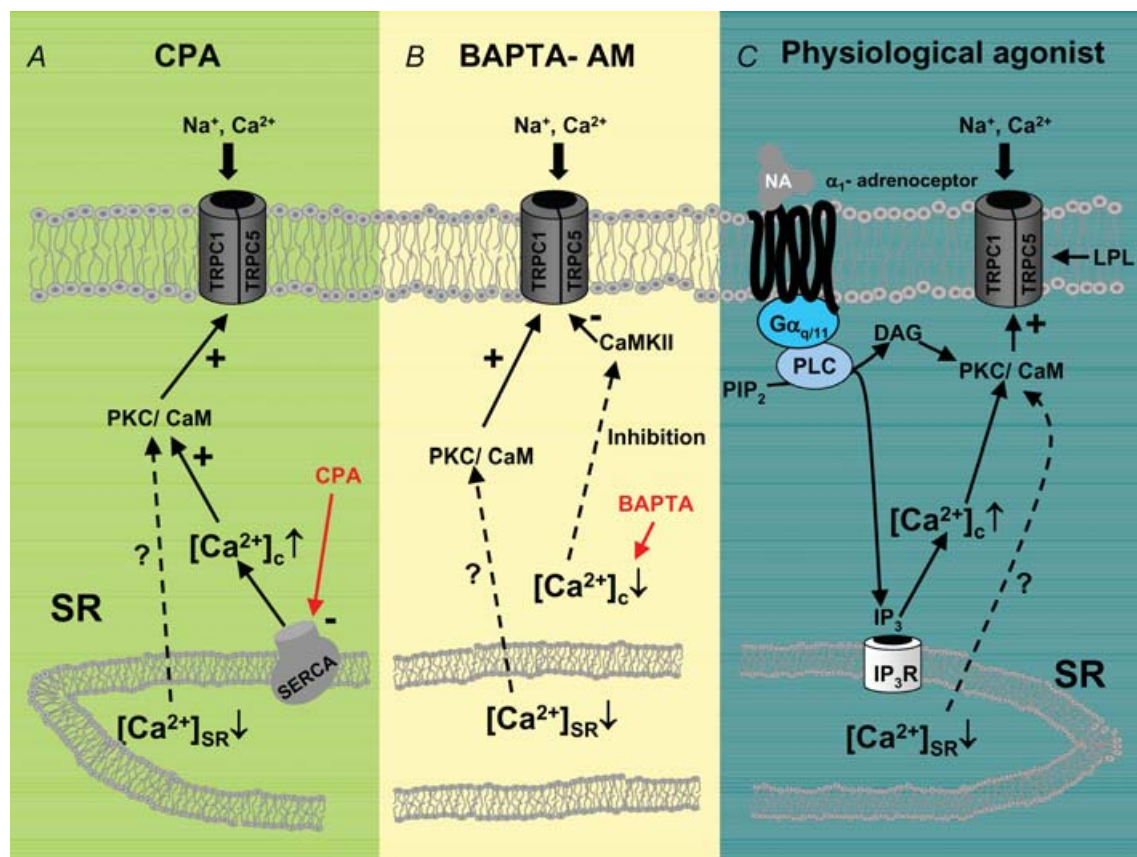 A CPA
Na⁺, Ca²⁺
TRPC1
TRPC5
+
PKC/ CaM
+
CPA
?
[Ca²⁺]c↑
SR
-
SERCA
[Ca²⁺]SR↓
B BAPTA- AM
Na⁺, Ca²⁺
TRPC1
TRPC5
-
CaMKII
+
Inhibition
PKC/ CaM
BAPTA
?
[Ca²⁺]c↓
[Ca²⁺]SR↓
C Physiological agonist
Na⁺, Ca²⁺
NA
α₁- adrenoceptor
TRPC1
TRPC5
LPL
Gαq/11
+
DAG
PLC
PKC/ CaM
PIP₂
[Ca²⁺]c↑
?
IP₃
IP₃R
SR
[Ca²⁺]SR↓